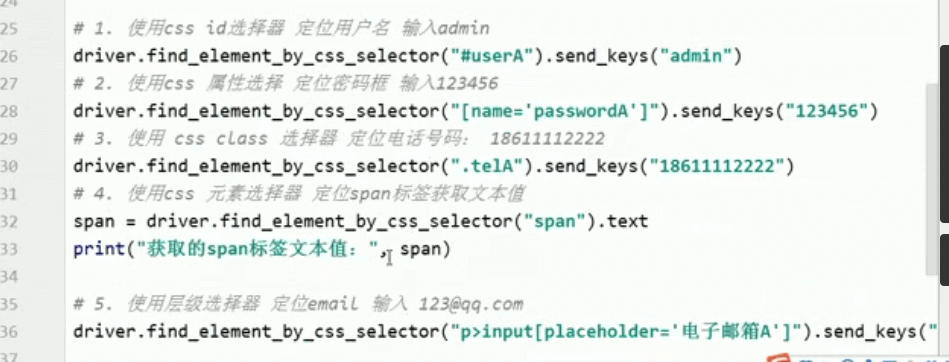 25 # 1. 使用css id选择器 定位用户名 输入admin
26 driver.find_element_by_css_selector("#userA").send_keys("admin")
27 # 2. 使用css 属性选择 定位密码框 输入123456
28 driver.find_element_by_css_selector("[name='passwordA']").send_keys("123456")
29 # 3. 使用 css class 选择器 定位电话号码： 18611112222
30 driver.find_element_by_css_selector(".telA").send_keys("18611112222")
31 # 4. 使用css 元素选择器 定位span标签获取文本值
32 span = driver.find_element_by_css_selector("span").text
33 print("获取的span标签文本值：", span)
34
35 # 5. 使用层级选择器 定位email 输入 123@qq.com
36 driver.find_element_by_css_selector("p>input[placeholder='电子邮箱A']").send_keys("
37